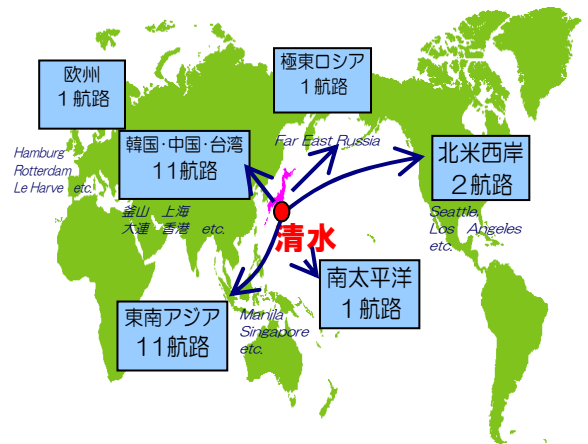 欧州
1航路
Hamburg
Rotterdam
Le Harve etc.
極東ロシア
1航路
Far East Russia
韓国・中国・台湾
11航路
釜山 上海
大連 香港 etc.
北米西岸
2航路
Seattle,
Los Angeles
etc.
清水
南太平洋
1航路
東南アジア
11航路
Manila
Singapore
etc.